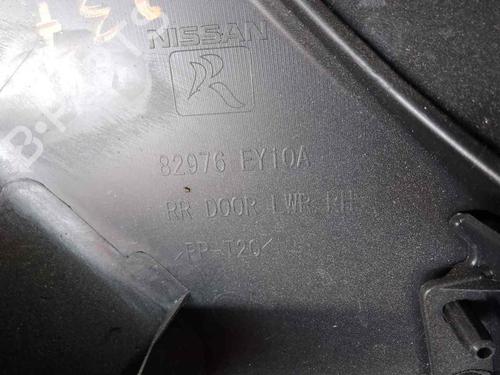 NISSAN
R
82976 EY10A
RR DOOR LWR RH
>PP-T20<